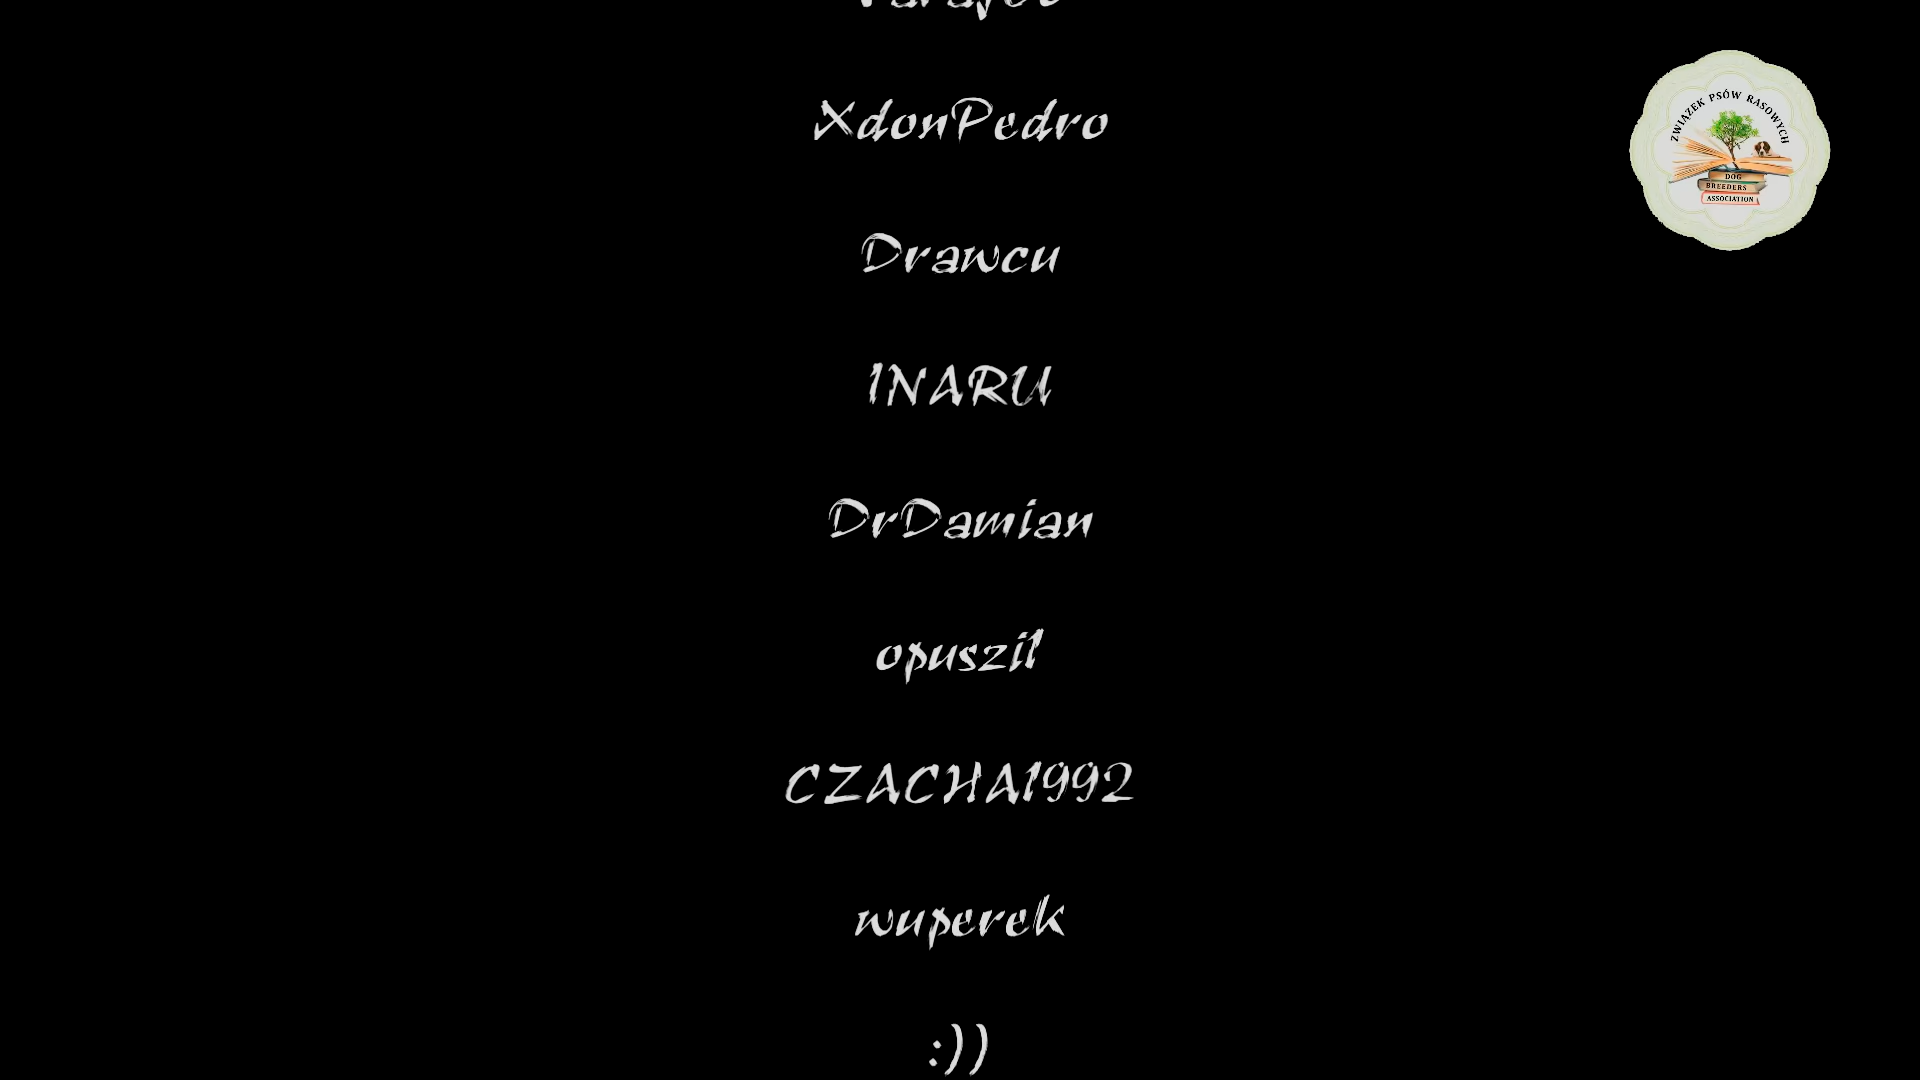 XdonPedro
Drawcu
INARU
DrDamian
opuszil
CZACHA1992
wuperek
:))
ZWIĄZEK PSÓW RASOWYCH
DOG
BREEDERS
ASSOCIATION